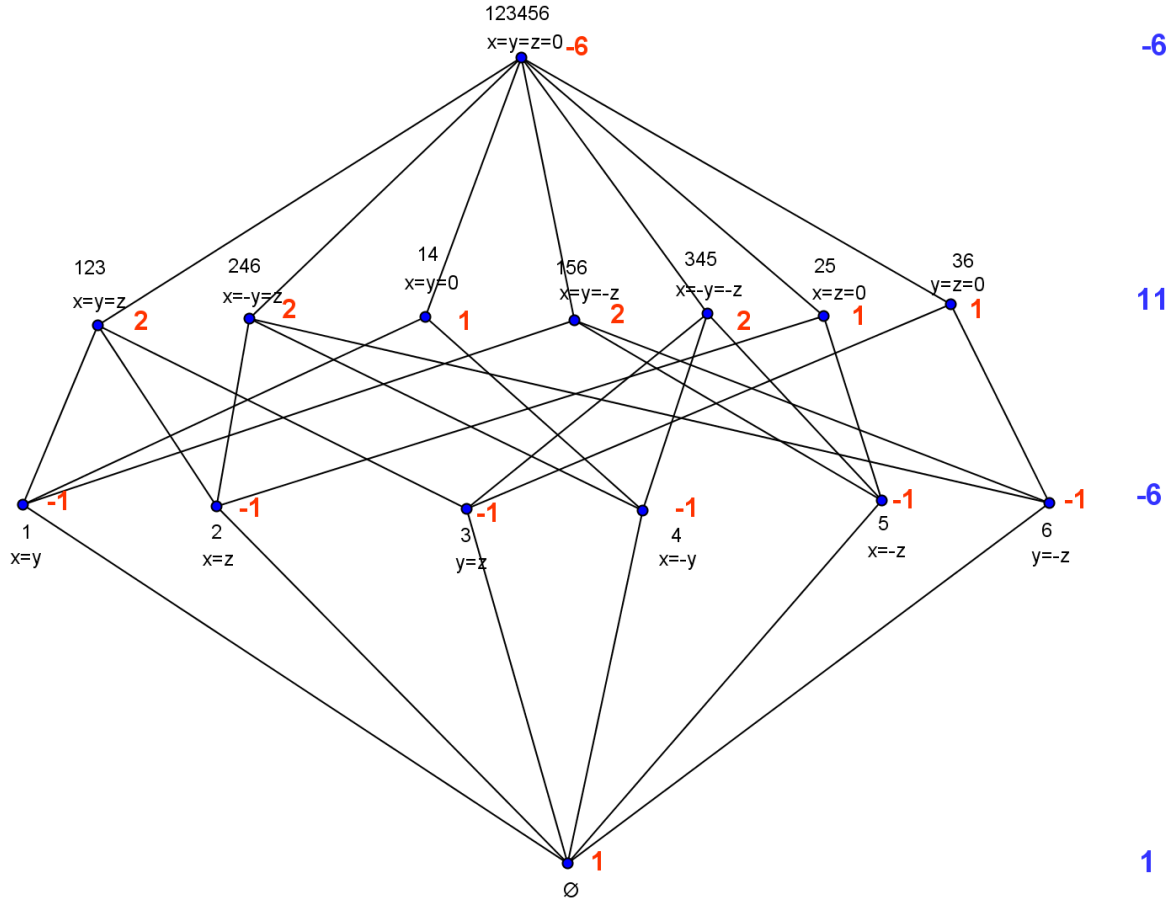 123456
x=y=z=0 -6 -6
123 246 14 156 345 25 36
x=y=z x=-y=z x=y=0 x=y=-z x=-y=-z x=z=0 y=z=0
2 2 1 2 2 1 1 11
-1 -1 -1 -1 -1 -1 -6
1 2 3 4 5 6
x=y x=z y=z x=-y x=-z y=-z
1 1
∅